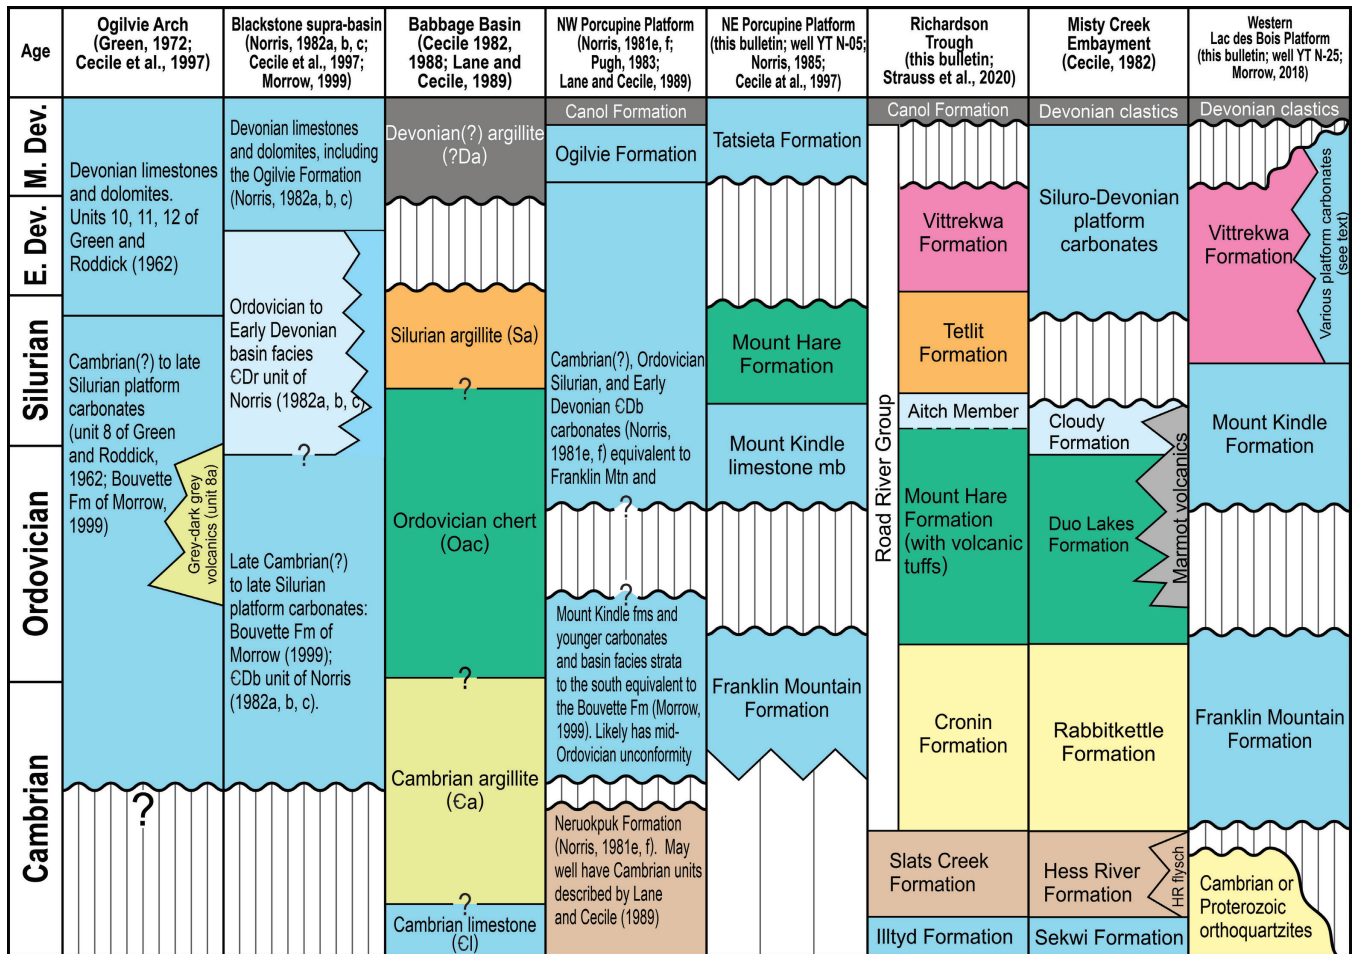 Age
Ogilvie Arch
(Green, 1972;
Cecile et al., 1997)
Blackstone supra-basin
(Norris, 1982a, b, c;
Cecile et al., 1997;
Morrow, 1999)
Babbage Basin
(Cecile 1982,
1988; Lane and
Cecile, 1989)
NW Porcupine Platform
(Norris, 1981e, f;
Pugh, 1983;
Lane and Cecile, 1989)
NE Porcupine Platform
(this bulletin; well YT N-05;
Norris, 1985;
Cecile at al., 1997)
Richardson
Trough
(this bulletin;
Strauss et al., 2020)
Misty Creek
Embayment
(Cecile, 1982)
Western
Lac des Bois Platform
(this bulletin; well YT N-25;
Morrow, 2018)
M. Dev.
E. Dev.
Silurian
Ordovician
Cambrian
Devonian limestones
and dolomites.
Units 10, 11, 12 of
Green and
Roddick (1962)
Cambrian(?) to late
Silurian platform
carbonates
(unit 8 of Green
and Roddick,
1962; Bouvette
Fm of Morrow,
1999)
Grey-dark grey
volcanics (unit 8a)
?
Devonian limestones
and dolomites, including
the Ogilvie Formation
(Norris, 1982a, b, c)
Ordovician to
Early Devonian
basin facies
ЄDr unit of
Norris (1982a, b, c)
?
Late Cambrian(?)
to late Silurian
platform carbonates:
Bouvette Fm of
Morrow (1999);
ЄDb unit of Norris
(1982a, b, c).
Devonian(?) argillite
(?Da)
Silurian argillite (Sa)
?
Ordovician chert
(Oac)
?
Cambrian argillite
(Єa)
?
Cambrian limestone
(Єl)
Canol Formation
Ogilvie Formation
Cambrian(?), Ordovician
Silurian, and Early
Devonian ЄDb
carbonates (Norris,
1981e, f) equivalent to
Franklin Mtn and
?
?
Mount Kindle fms and
younger carbonates
and basin facies strata
to the south equivalent to
the Bouvette Fm (Morrow,
1999). Likely has mid-
Ordovician unconformity
Neruokpuk Formation
(Norris, 1981e, f). May
well have Cambrian units
described by Lane
and Cecile (1989)
Tatsieta Formation
Mount Hare
Formation
Mount Kindle
limestone mb
Franklin Mountain
Formation
Canol Formation
Road River Group
Vittrekwa
Formation
Tetlit
Formation
Aitch Member
Mount Hare
Formation
(with volcanic
tuffs)
Cronin
Formation
Slats Creek
Formation
Illtyd Formation
Devonian clastics
Siluro-Devonian
platform
carbonates
Cloudy
Formation
Duo Lakes
Formation
Marmot volcanics
Rabbitkettle
Formation
Hess River
Formation
HR flysch
Sekwi Formation
Devonian clastics
Vittrekwa
Formation
Various platform carbonates
(see text)
Mount Kindle
Formation
Franklin Mountain
Formation
Cambrian or
Proterozoic
orthoquartzites